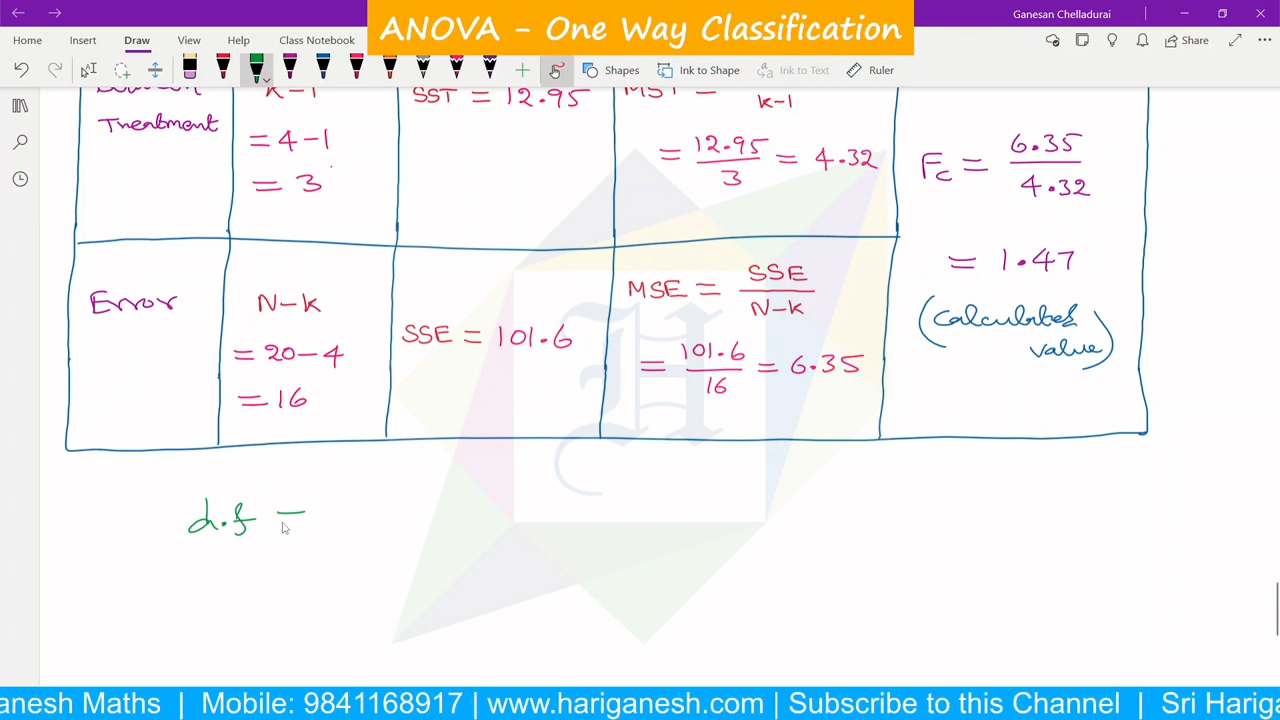 ANOVA - One Way Classification
Ganesan Chelladurai
Home Insert Draw View Help Class Notebook
Share
Shapes Ink to Shape Ink to Text Ruler
k-1 SST = 12.95 MST =
k-1
Treatment
= 4-1
= 3
= 12.95/3 = 4.32
Fc = 6.35/4.32
= 1.47
(calculated
value)
Error
N-k
= 20-4
= 16
SSE = 101.6
MSE = SSE/N-k
= 101.6/16 = 6.35
d.f =
anesh Maths | Mobile: 9841168917 | www.hariganesh.com | Subscribe to this Channel | Sri Hariga